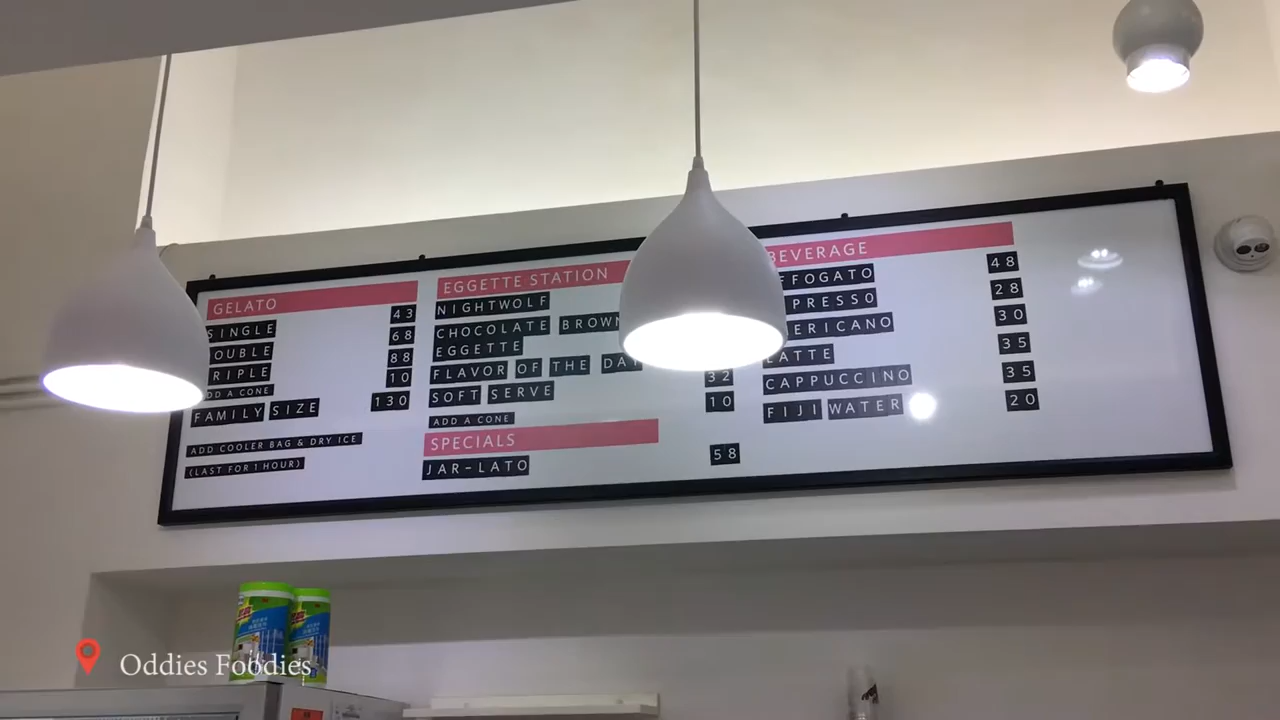 GELATO
SINGLE 43
OUBLE 68
RIPLE 88
DD A CONE 10
FAMILY SIZE 130
ADD COOLER BAG & DRY ICE
(LAST FOR 1 HOUR)
EGGETTE STATION
NIGHTWOLF
CHOCOLATE BROWN
EGGETTE
FLAVOR OF THE DAY
SOFT SERVE 32
ADD A CONE 10
SPECIALS
JAR-LATO 58
BEVERAGE
FFOGATO 48
PRESSO 28
ERICANO 30
LATTE 35
CAPPUCCINO 35
FIJI WATER 20
Oddies Foodies